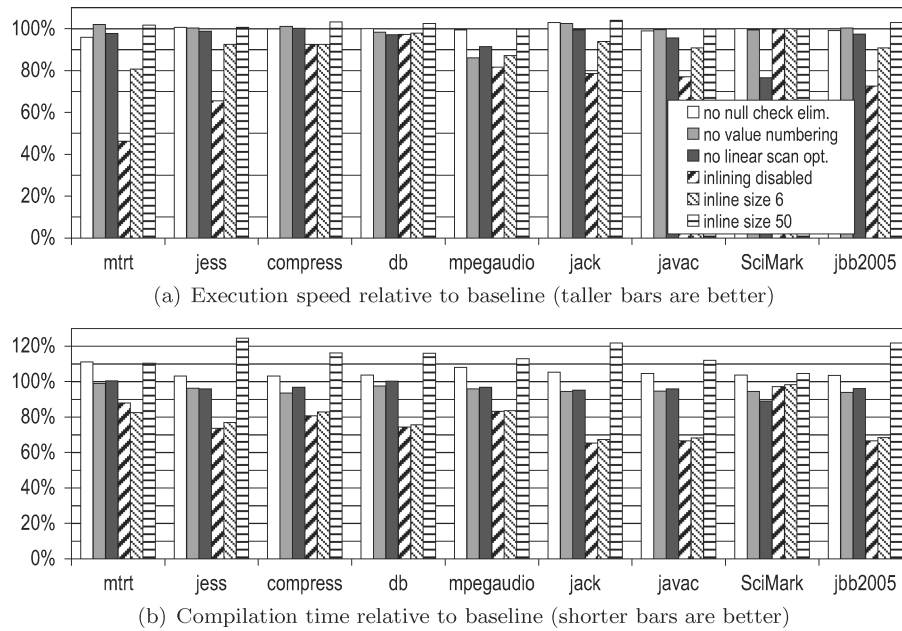 100%
80%
60%
40%
20%
0%
no null check elim.
no value numbering
no linear scan opt.
inlining disabled
inline size 6
inline size 50
mtrt jess compress db mpegaudio jack javac SciMark jbb2005
(a) Execution speed relative to baseline (taller bars are better)
120%
100%
80%
60%
40%
20%
0%
mtrt jess compress db mpegaudio jack javac SciMark jbb2005
(b) Compilation time relative to baseline (shorter bars are better)